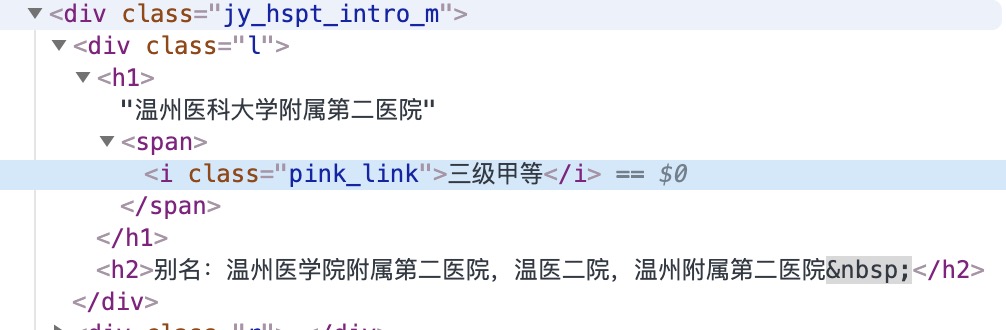 ▼<div class="jy_hspt_intro_m">
▼<div class="l">
▼<h1>
"温州医科大学附属第二医院"
▼<span>
<i class="pink_link">三级甲等</i> == $0
</span>
</h1>
<h2>别名：温州医学院附属第二医院，温医二院，温州附属第二医院&nbsp;</h2>
</div>